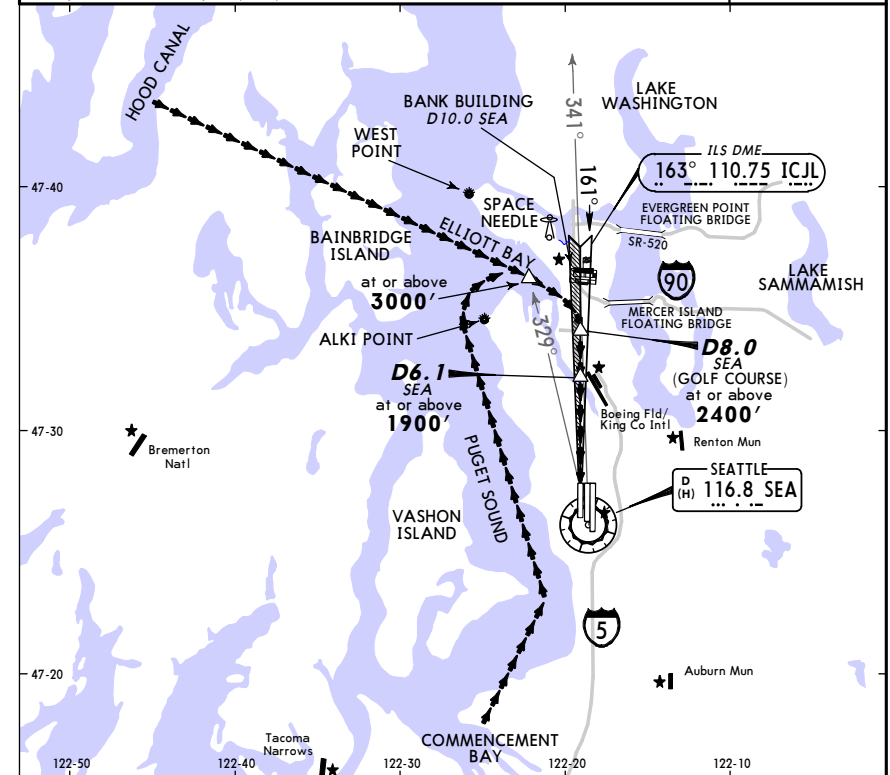 HOOD CANAL
BANK BUILDING
D10.0 SEA
LAKE
WASHINGTON
341°
161°
ILS DME
163° 110.75 ICJL
WEST
POINT
47-40
SPACE
NEEDLE
EVERGREEN POINT
FLOATING BRIDGE
SR-520
ELLIOTT BAY
BAINBRIDGE
ISLAND
90
LAKE
SAMMAMISH
at or above
3000'
MERCER ISLAND
FLOATING BRIDGE
ALKI POINT
329°
D8.0
SEA
(GOLF COURSE)
at or above
2400'
D6.1
SEA
at or above
1900'
Boeing Fld/
King Co Intl
47-30
Bremerton
Natl
Renton Mun
PUGET SOUND
SEATTLE
D
(H) 116.8 SEA
VASHON
ISLAND
5
47-20
Auburn Mun
Tacoma
Narrows
COMMENCEMENT
BAY
122-50
122-40
122-30
122-20
122-10